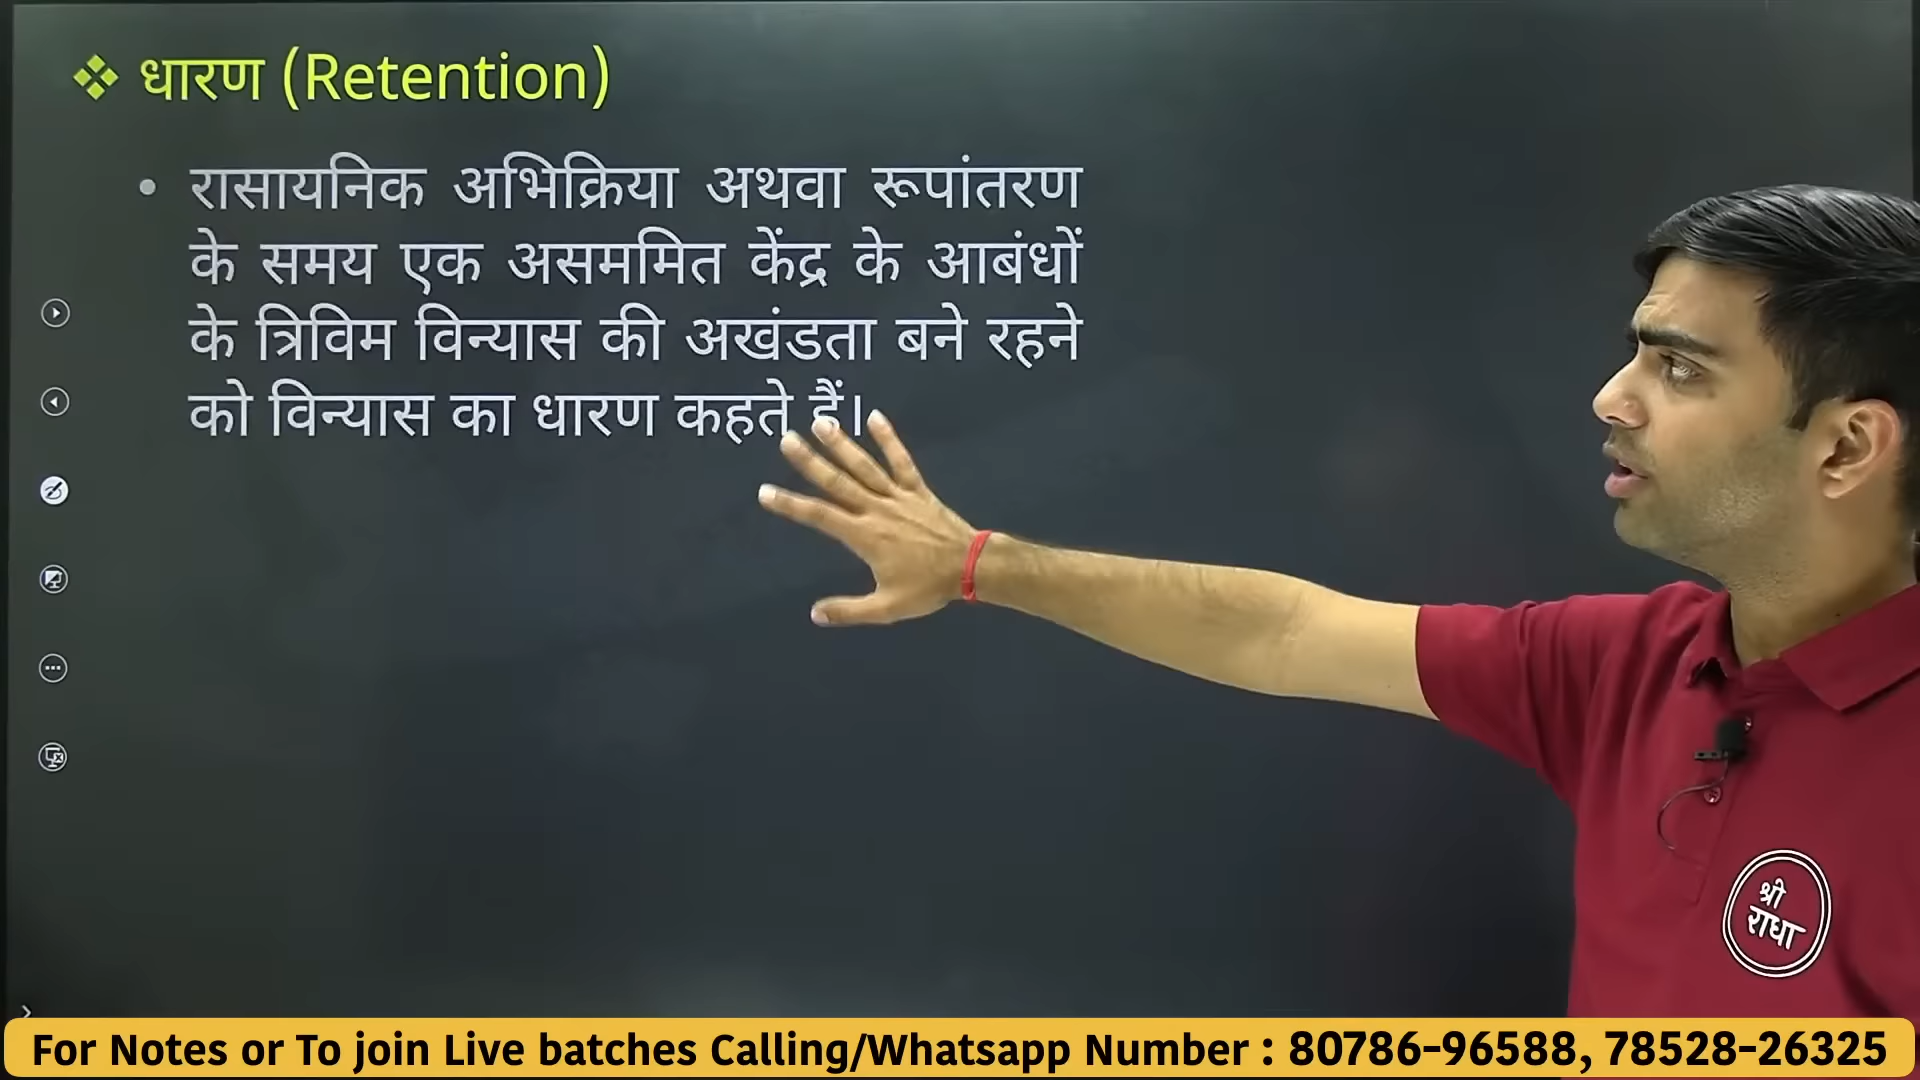 ❖ धारण (Retention)
• रासायनिक अभिक्रिया अथवा रूपांतरण
के समय एक असममित केंद्र के आबंधों
के त्रिविम विन्यास की अखंडता बने रहने
को विन्यास का धारण कहते हैं।
श्री
राधा
For Notes or To join Live batches Calling/Whatsapp Number : 80786-96588, 78528-26325